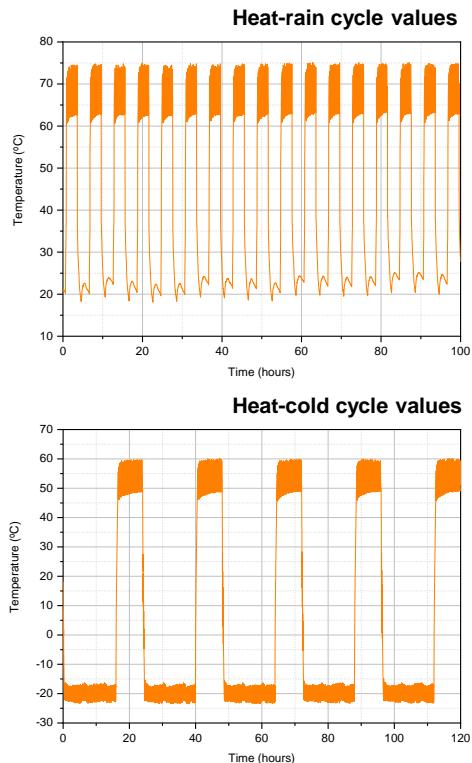 Heat-rain cycle values
80
70
60
50
40
30
20
10
Temperature (ºC)
0 20 40 60 80 100
Time (hours)
Heat-cold cycle values
70
60
50
40
30
20
10
0
-10
-20
-30
Temperature (ºC)
0 20 40 60 80 100 120
Time (hours)